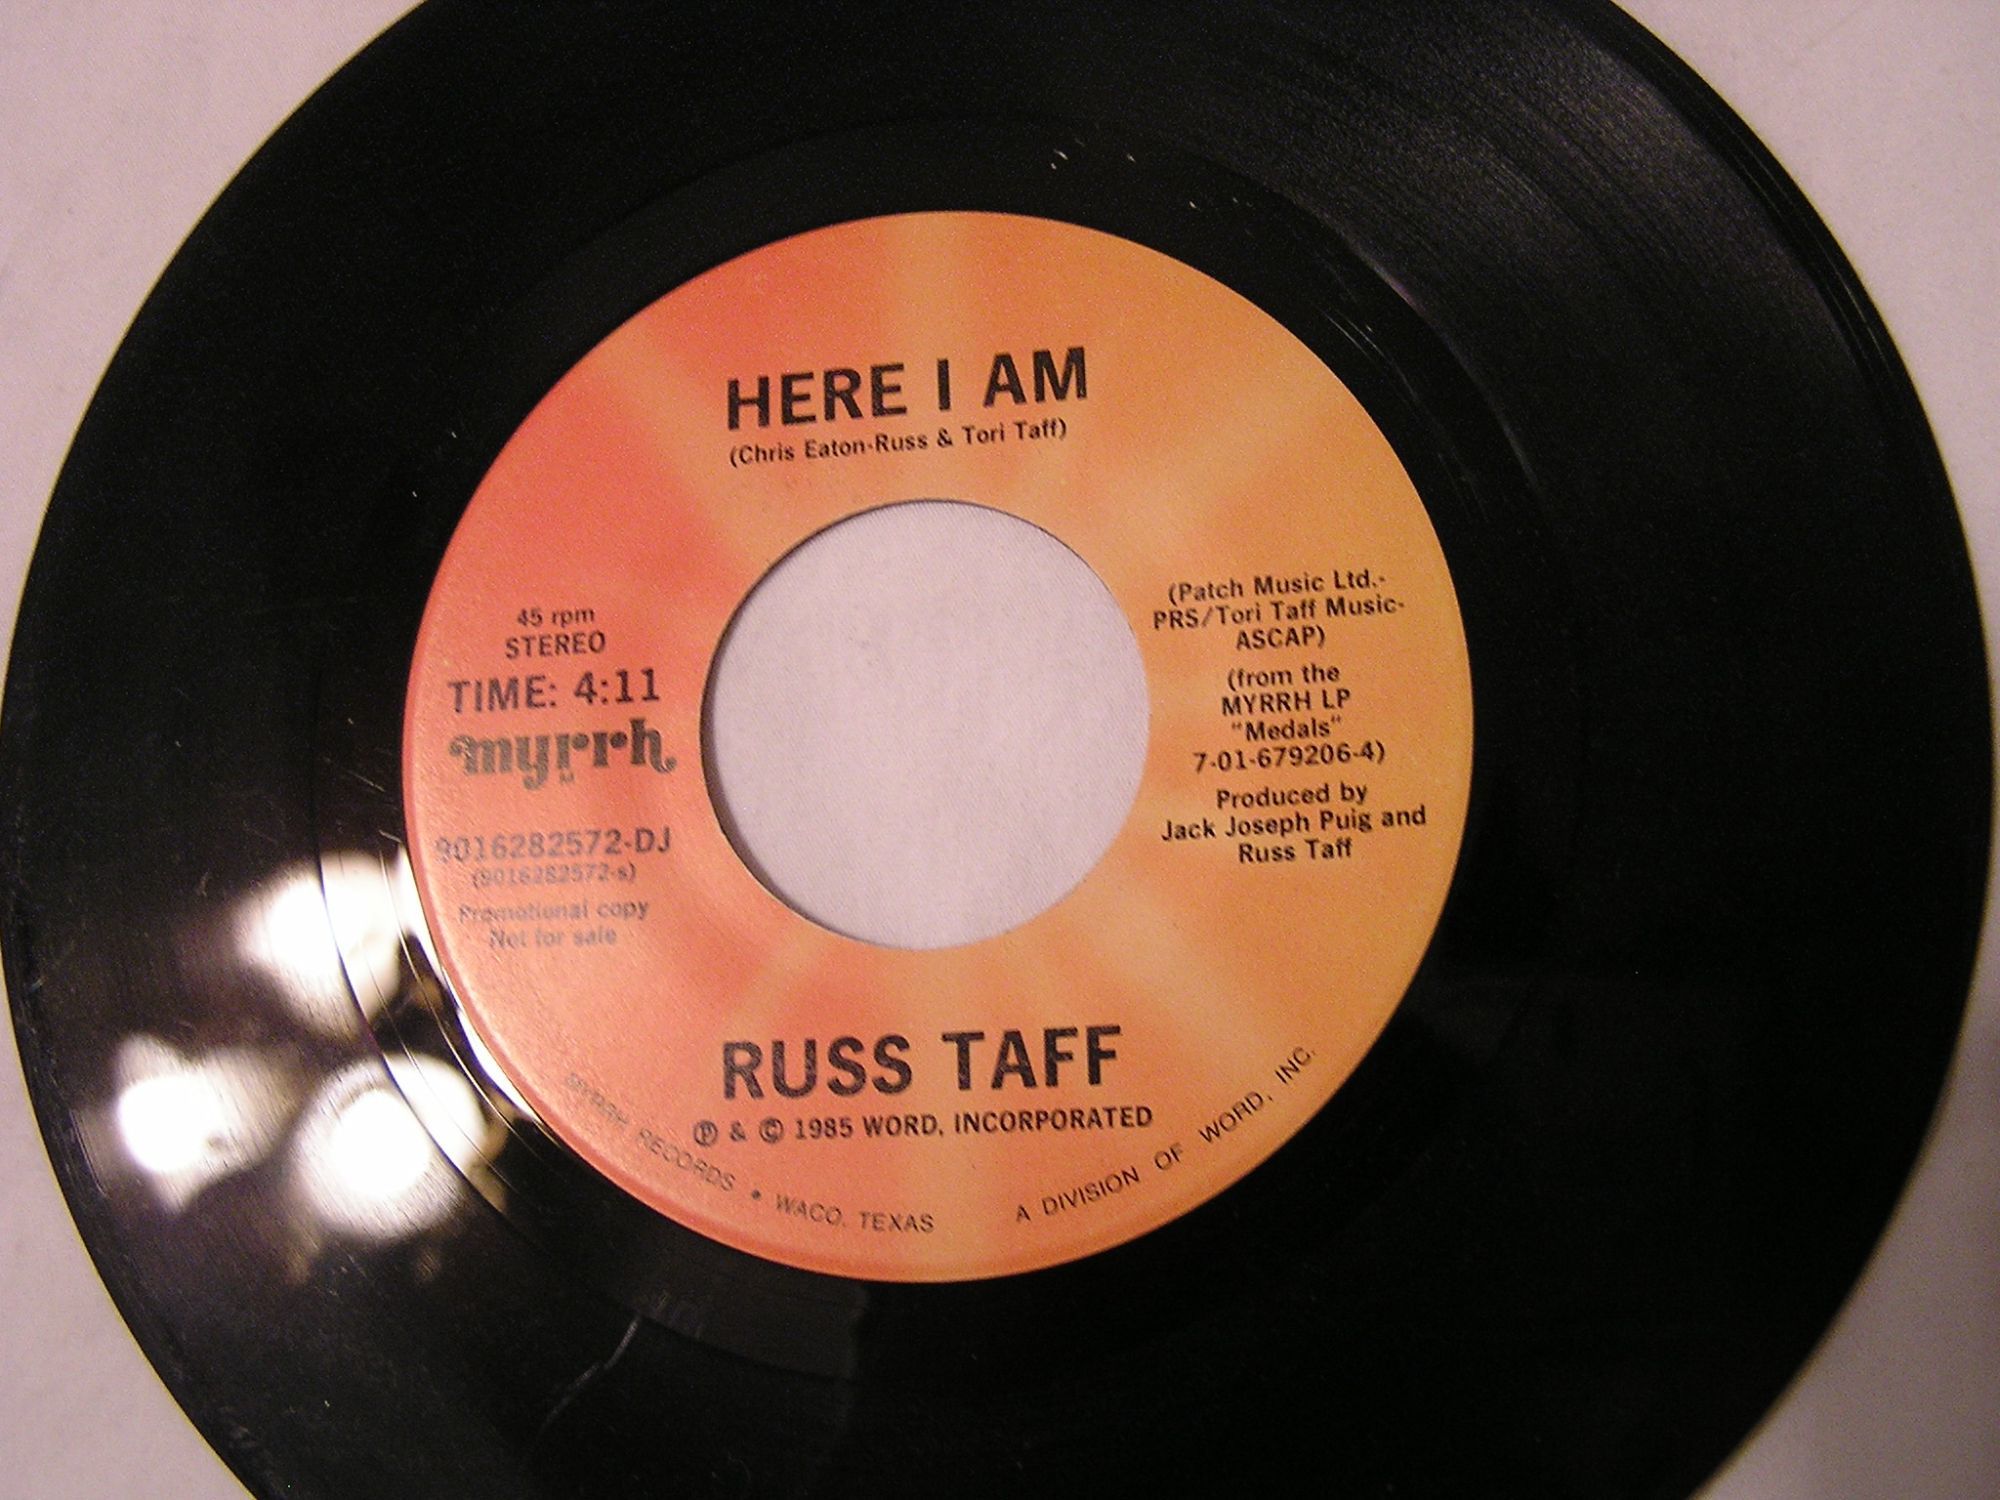 HERE I AM
(Chris Eaton-Russ & Tori Taff)
45 rpm
STEREO
TIME: 4:11
myrrh
9016282572-DJ
(9016282572-s)
Promotional copy
Not for sale
(Patch Music Ltd.-
PRS/Tori Taff Music-
ASCAP)
(from the
MYRRH LP
"Medals"
7-01-679206-4)
Produced by
Jack Joseph Puig and
Russ Taff
RUSS TAFF
Ⓟ & © 1985 WORD, INCORPORATED
MYRRH RECORDS • WACO, TEXAS A DIVISION OF WORD, INC.